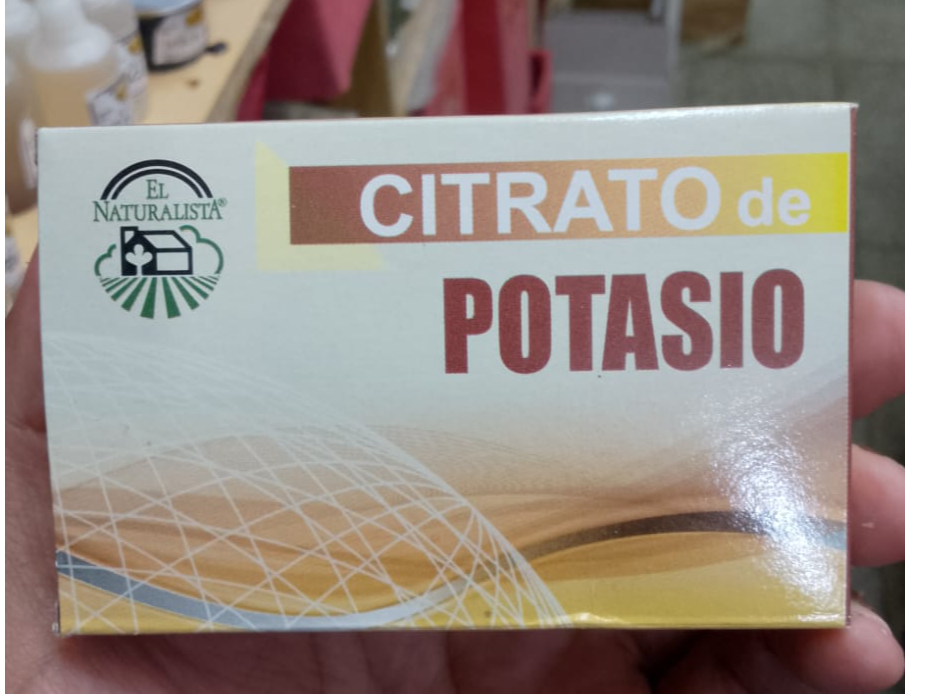 EL
NATURALISTA®
CITRATO de
POTASIO